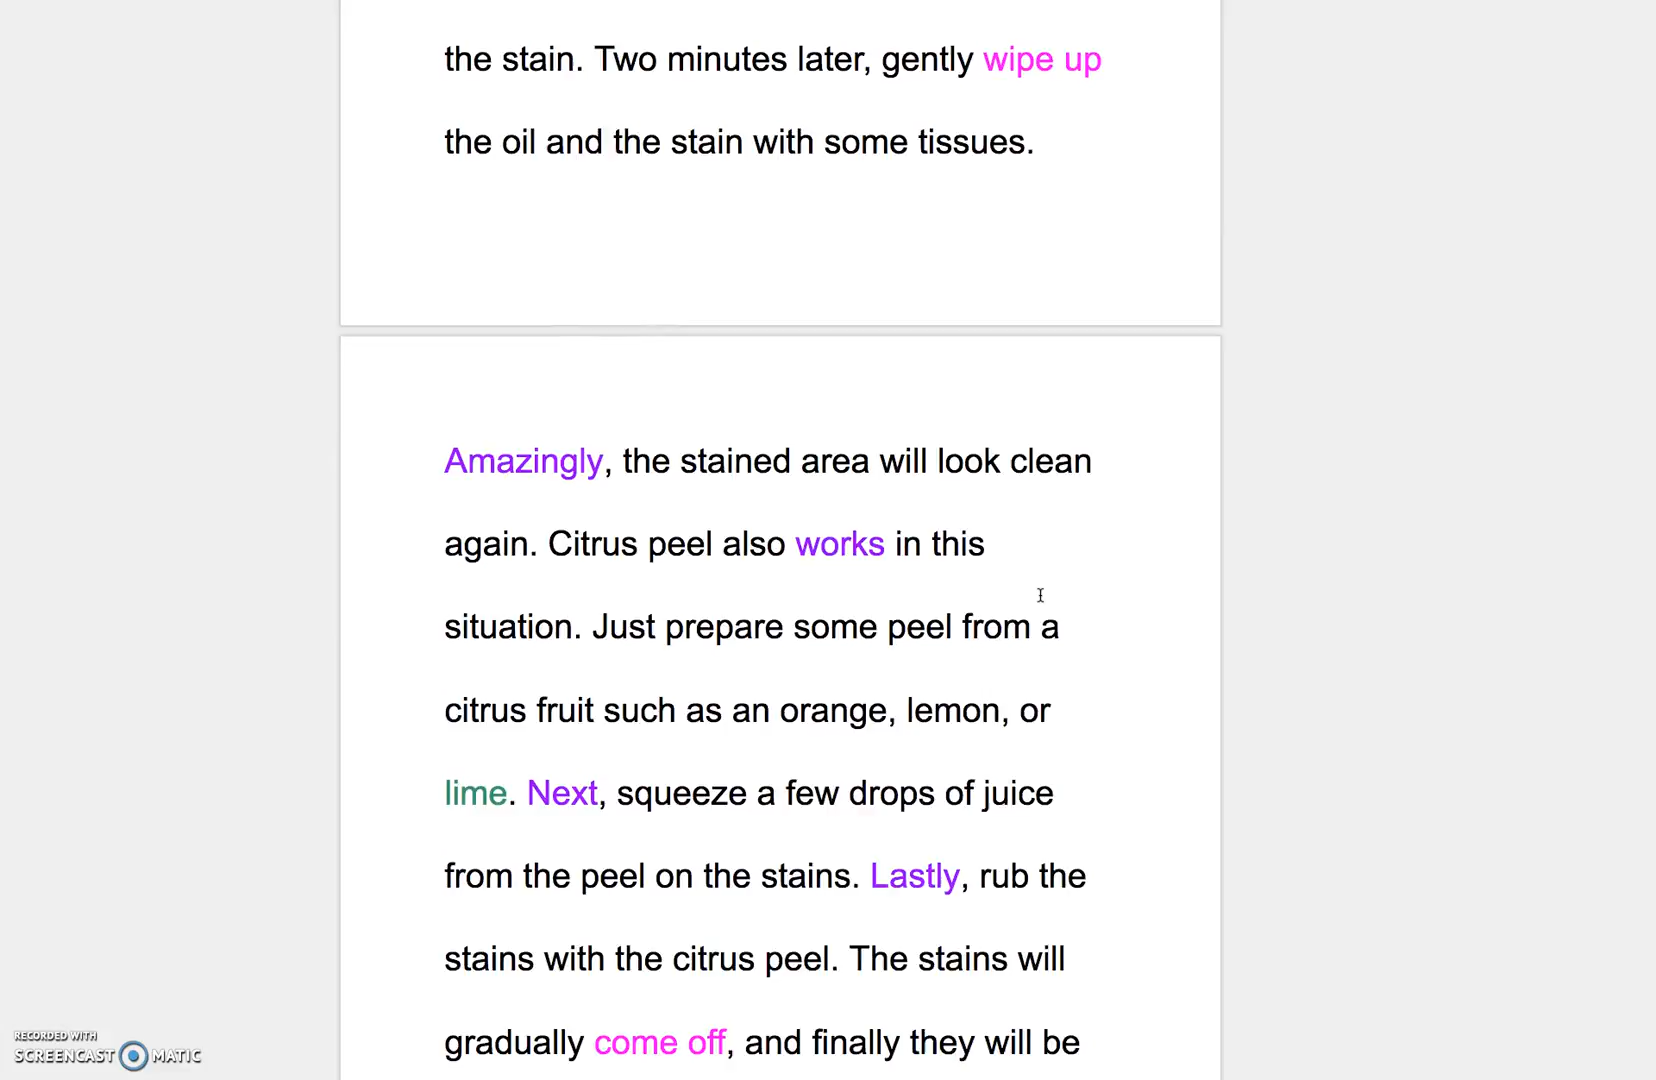 the stain. Two minutes later, gently wipe up
the oil and the stain with some tissues.
Amazingly, the stained area will look clean
again. Citrus peel also works in this
situation. Just prepare some peel from a
citrus fruit such as an orange, lemon, or
lime. Next, squeeze a few drops of juice
from the peel on the stains. Lastly, rub the
stains with the citrus peel. The stains will
gradually come off, and finally they will be
RECORDED WITH
SCREENCAST MATIC